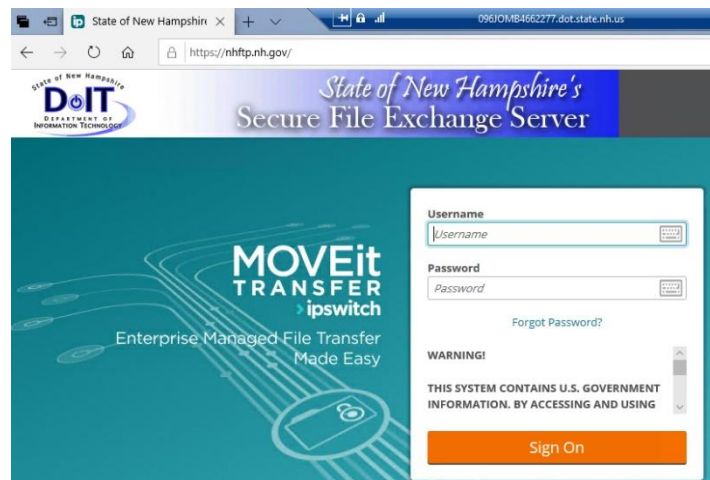 State of New Hampshire
096JOMB4662277.dot.state.nh.us
https://nhftp.nh.gov/
State of New Hampshire
DoIT
DEPARTMENT OF
INFORMATION TECHNOLOGY
State of New Hampshire's
Secure File Exchange Server
MOVEit
TRANSFER
ipswitch
Enterprise Managed File Transfer
Made Easy
Username
Username
Password
Password
Forgot Password?
WARNING!
THIS SYSTEM CONTAINS U.S. GOVERNMENT
INFORMATION. BY ACCESSING AND USING
Sign On